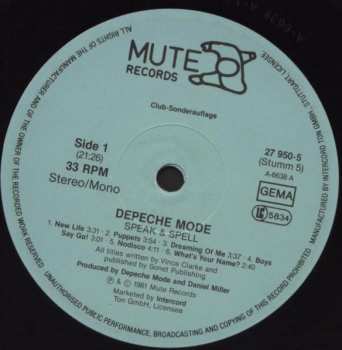 MUTE
RECORDS
Club-Sonderauflage
Side 1
(21:26)
33 RPM
Stereo/Mono
27 950-5
(Stumm 5)
A-6638 A
GEMA
LC 5834
DEPECHE MODE
SPEAK & SPELL
1. New Life 3:31 · 2. Puppets 3:54 · 3. Dreaming Of Me 3:37 · 4. Boys
Say Go! 3:01 · 5. Nodisco 4:11 · 6. What's Your Name? 2:40
All titles written by Vince Clarke and
published by Sonet Publishing
Produced by Depeche Mode and Daniel Miller
℗ & © 1981 Mute Records
Marketed by Intercord
Ton GmbH, Licensee
ALL RIGHTS OF THE MANUFACTURER AND OF THE OWNER OF THE RECORDED WORK RESERVED
UNAUTHORISED PUBLIC PERFORMANCE, BROADCASTING AND COPYING OF THIS RECORD PROHIBITED
MANUFACTURED BY INTERCORD TON GMBH, STUTTGART, LICENSEE